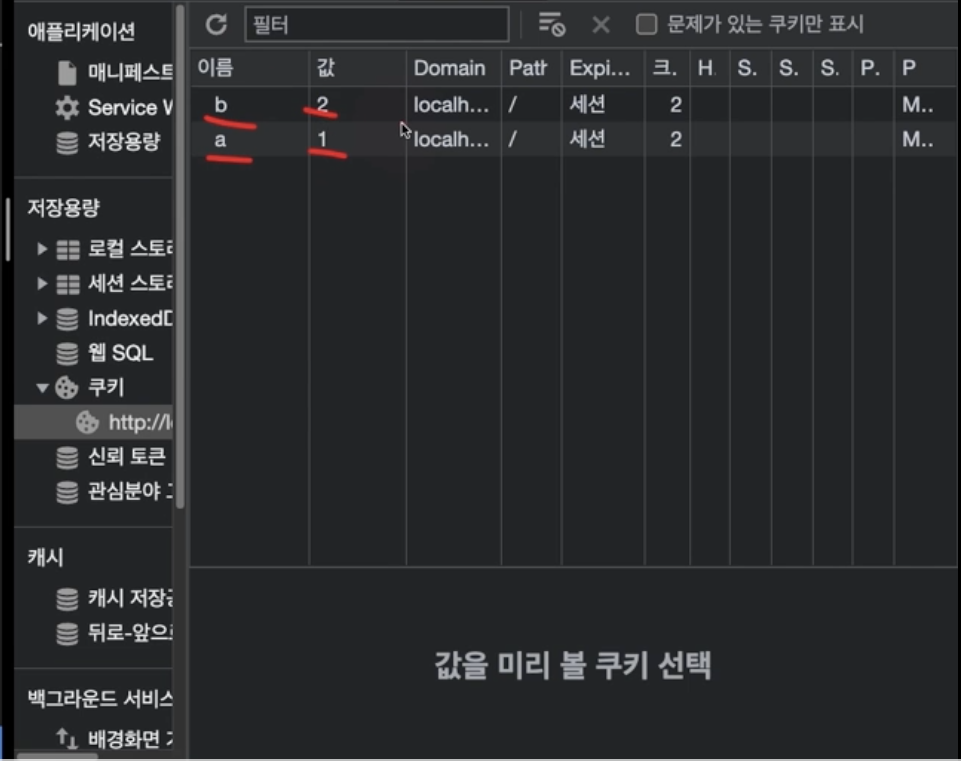 애플리케이션
매니페스트
Service W
저장용량
저장용량
로컬 스토리
세션 스토리
IndexedD
웹 SQL
쿠키
http://l
신뢰 토큰
관심분야
캐시
캐시 저장
뒤로-앞으로
백그라운드 서비스
배경화면
필터
문제가 있는 쿠키만 표시
이름 값 Domain Path Expi... 크. H. S. S. S. P. P
b 2 localh... / 세션 2 M..
a 1 localh... / 세션 2 M..
값을 미리 볼 쿠키 선택